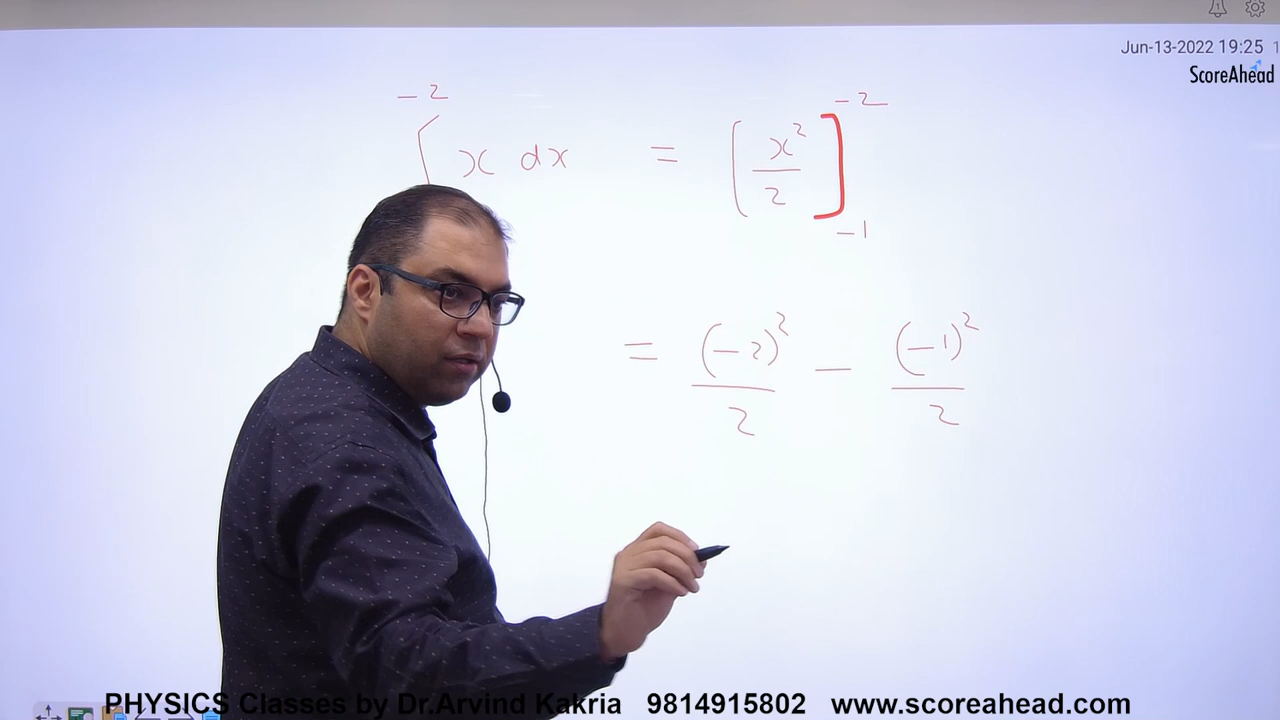 Jun-13-2022 19:25 1
ScoreAhead
-2
∫ x dx = [x²/2]
-2
-1
= (-2)²/2 - (-1)²/2
PHYSICS Classes by Dr.Arvind Kakria 9814915802 www.scoreahead.com